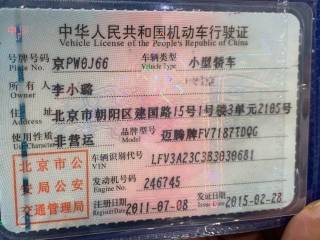 中华人民共和国机动车行驶证
Vehicle License of the People's Republic of China
号牌号码 京PW0J66 车辆类型 小型轿车
Plate No. Vehicle Type
所有人 李小璐
Owner
住址 北京市朝阳区建国路15号1号楼3单元2105号
Address
使用性质 非营运 品牌型号 迈腾牌FV7187TDQG
Model
北京市公 车辆识别代号 LFV3A23C3B3030681
VIN
安局公安 发动机号码 246745
Engine No.
交通管理局 注册日期 2011-07-08 发证日期 2015-02-28
Register Date Issue Date